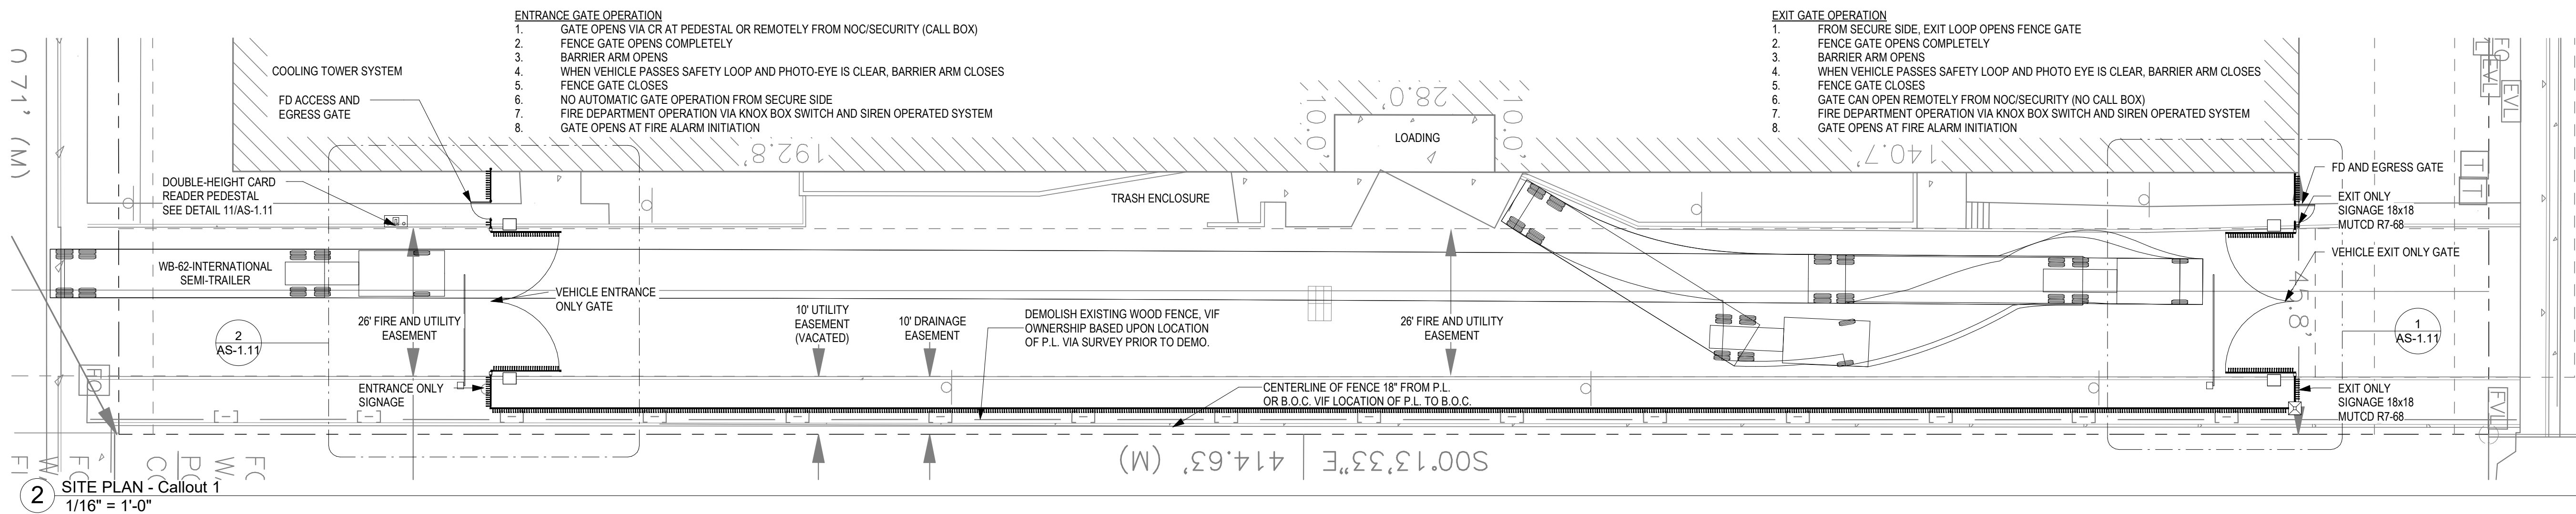 ENTRANCE GATE OPERATION
1. GATE OPENS VIA CR AT PEDESTAL OR REMOTELY FROM NOC/SECURITY (CALL BOX)
2. FENCE GATE OPENS COMPLETELY
3. BARRIER ARM OPENS
4. WHEN VEHICLE PASSES SAFETY LOOP AND PHOTO-EYE IS CLEAR, BARRIER ARM CLOSES
5. FENCE GATE CLOSES
6. NO AUTOMATIC GATE OPERATION FROM SECURE SIDE
7. FIRE DEPARTMENT OPERATION VIA KNOX BOX SWITCH AND SIREN OPERATED SYSTEM
8. GATE OPENS AT FIRE ALARM INITIATION
EXIT GATE OPERATION
1. FROM SECURE SIDE, EXIT LOOP OPENS FENCE GATE
2. FENCE GATE OPENS COMPLETELY
3. BARRIER ARM OPENS
4. WHEN VEHICLE PASSES SAFETY LOOP AND PHOTO EYE IS CLEAR, BARRIER ARM CLOSES
5. FENCE GATE CLOSES
6. GATE CAN OPEN REMOTELY FROM NOC/SECURITY (NO CALL BOX)
7. FIRE DEPARTMENT OPERATION VIA KNOX BOX SWITCH AND SIREN OPERATED SYSTEM
8. GATE OPENS AT FIRE ALARM INITIATION
COOLING TOWER SYSTEM
FD ACCESS AND
EGRESS GATE
192.8'
10.0'
28.0'
10.0'
LOADING
140.7'
EVL
EVL
T
T
DOUBLE-HEIGHT CARD
READER PEDESTAL
SEE DETAIL 11/AS-1.11
TRASH ENCLOSURE
FD AND EGRESS GATE
EXIT ONLY
SIGNAGE 18x18
MUTCD R7-68
VEHICLE EXIT ONLY GATE
WB-62-INTERNATIONAL
SEMI-TRAILER
VEHICLE ENTRANCE
ONLY GATE
26' FIRE AND UTILITY
EASEMENT
10' UTILITY
EASEMENT
(VACATED)
10' DRAINAGE
EASEMENT
DEMOLISH EXISTING WOOD FENCE, VIF
OWNERSHIP BASED UPON LOCATION
OF P.L. VIA SURVEY PRIOR TO DEMO.
26' FIRE AND UTILITY
EASEMENT
45.8'
2
AS-1.11
1
AS-1.11
FO
ENTRANCE ONLY
SIGNAGE
CENTERLINE OF FENCE 18" FROM P.L.
OR B.O.C. VIF LOCATION OF P.L. TO B.O.C.
EXIT ONLY
SIGNAGE 18x18
MUTCD R7-68
EVL
S00°13'33"E 414.63' (M)
2 SITE PLAN - Callout 1
1/16" = 1'-0"